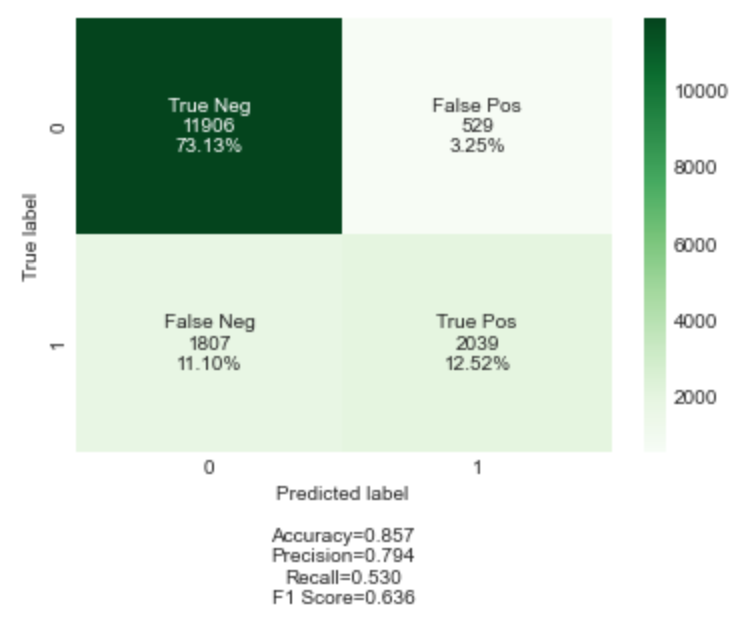 True Neg
11906
73.13%
False Pos
529
3.25%
False Neg
1807
11.10%
True Pos
2039
12.52%
0
1
True label
0
1
Predicted label
10000
8000
6000
4000
2000
Accuracy=0.857
Precision=0.794
Recall=0.530
F1 Score=0.636